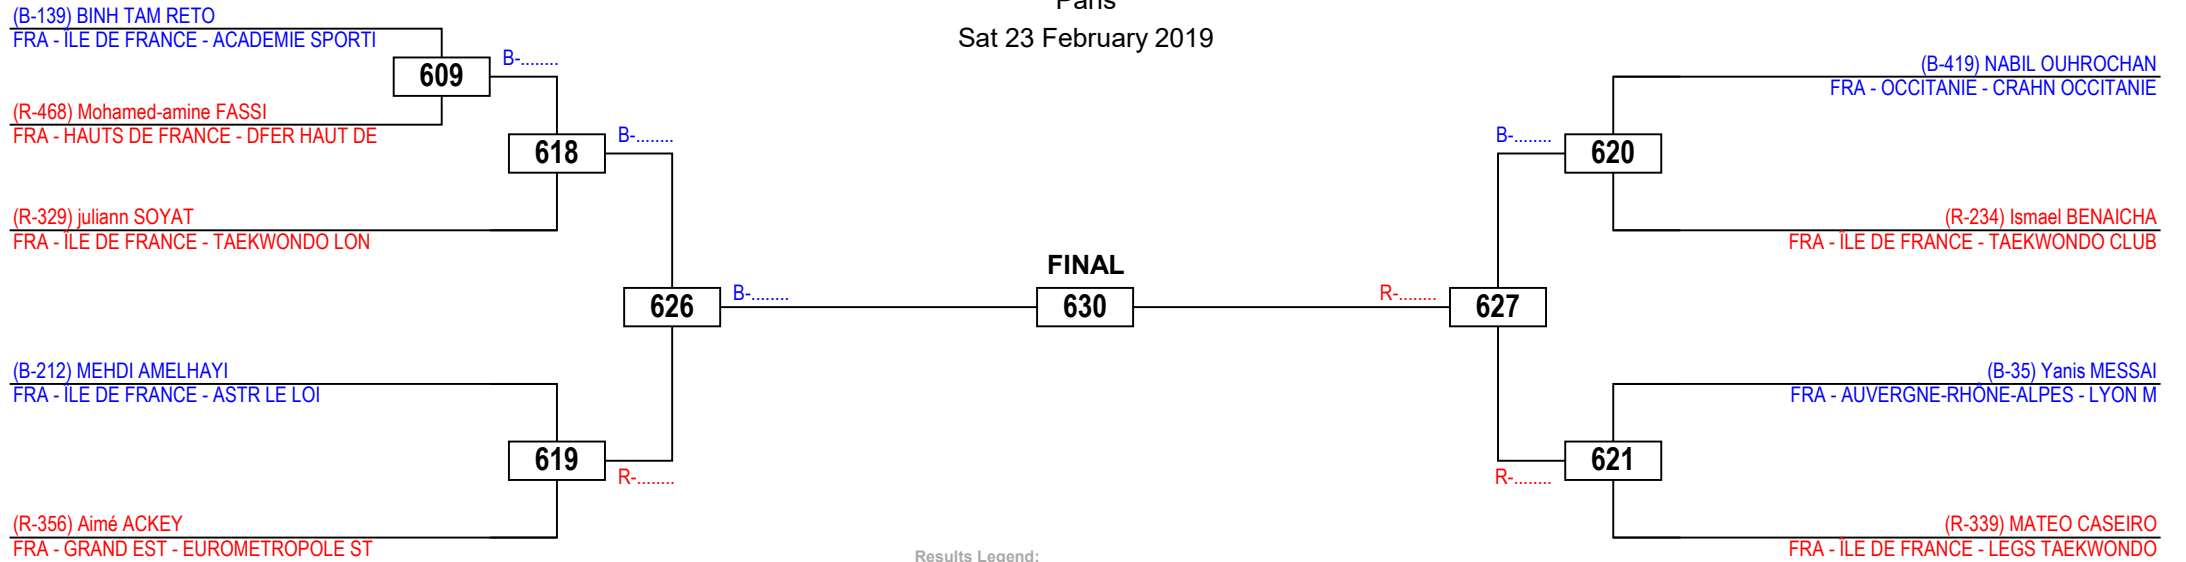 Paris
Sat 23 February 2019
(B-139) BINH TAM RETO
FRA - ÎLE DE FRANCE - ACADEMIE SPORTI
609
B-........
(R-468) Mohamed-amine FASSI
FRA - HAUTS DE FRANCE - DFER HAUT DE
618
B-........
(R-329) juliann SOYAT
FRA - ÎLE DE FRANCE - TAEKWONDO LON
626
B-........
(B-212) MEHDI AMELHAYI
FRA - ÎLE DE FRANCE - ASTR LE LOI
619
R-........
(R-356) Aimé ACKEY
FRA - GRAND EST - EUROMETROPOLE ST
FINAL
630
(B-419) NABIL OUHROCHAN
FRA - OCCITANIE - CRAHN OCCITANIE
B-........
620
(R-234) Ismael BENAICHA
FRA - ÎLE DE FRANCE - TAEKWONDO CLUB
R-........
627
(B-35) Yanis MESSAI
FRA - AUVERGNE-RHÔNE-ALPES - LYON M
R-........
621
(R-339) MATEO CASEIRO
FRA - ÎLE DE FRANCE - LEGS TAEKWONDO
Results Legend: